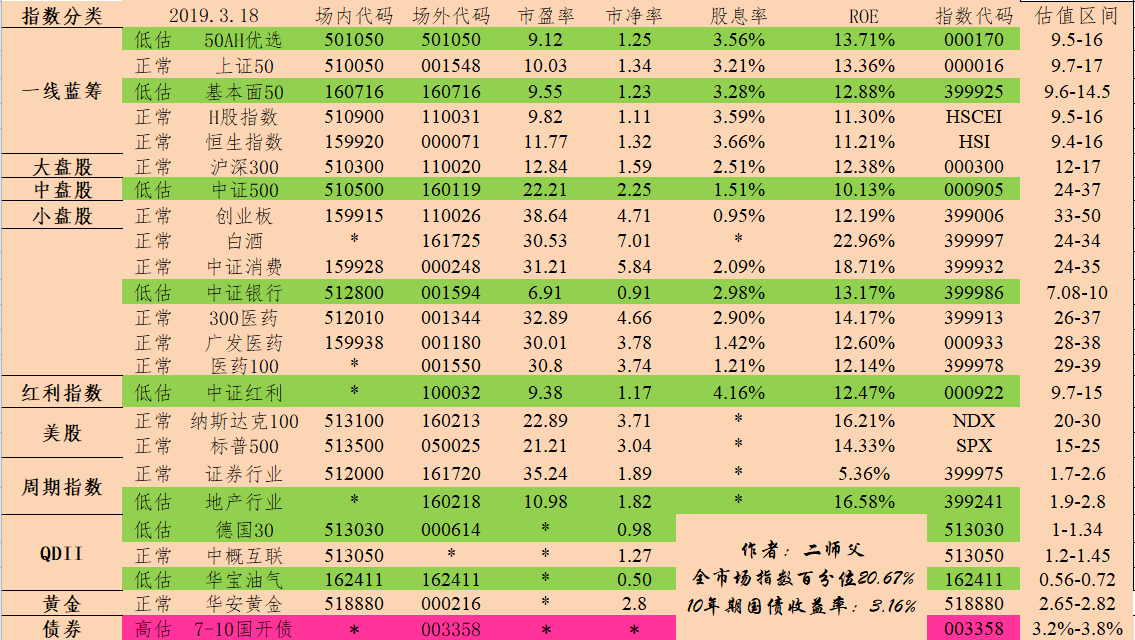 指数分类 2019.3.18 场内代码 场外代码 市盈率 市净率 股息率 ROE 指数代码 估值区间
一线蓝筹 低估 50AH优选 501050 501050 9.12 1.25 3.56% 13.71% 000170 9.5-16
正常 上证50 510050 001548 10.03 1.34 3.21% 13.36% 000016 9.7-17
低估 基本面50 160716 160716 9.55 1.23 3.28% 12.88% 399925 9.6-14.5
正常 H股指数 510900 110031 9.82 1.11 3.59% 11.30% HSCEI 9.5-16
正常 恒生指数 159920 000071 11.77 1.32 3.66% 11.21% HSI 9.4-16
大盘股 正常 沪深300 510300 110020 12.84 1.59 2.51% 12.38% 000300 12-17
中盘股 低估 中证500 510500 160119 22.21 2.25 1.51% 10.13% 000905 24-37
小盘股 正常 创业板 159915 110026 38.64 4.71 0.95% 12.19% 399006 33-50
正常 白酒 * 161725 30.53 7.01 * 22.96% 399997 24-34
正常 中证消费 159928 000248 31.21 5.84 2.09% 18.71% 399932 24-35
低估 中证银行 512800 001594 6.91 0.91 2.98% 13.17% 399986 7.08-10
正常 300医药 512010 001344 32.89 4.66 2.90% 14.17% 399913 26-37
正常 广发医药 159938 001180 30.01 3.78 1.42% 12.60% 000933 28-38
正常 医药100 * 001550 30.8 3.74 1.21% 12.14% 399978 29-39
红利指数 低估 中证红利 * 100032 9.38 1.17 4.16% 12.47% 000922 9.7-15
美股 正常 纳斯达克100 513100 160213 22.89 3.71 * 16.21% NDX 20-30
正常 标普500 513500 050025 21.21 3.04 * 14.33% SPX 15-25
周期指数 正常 证券行业 512000 161720 35.24 1.89 * 5.36% 399975 1.7-2.6
低估 地产行业 * 160218 10.98 1.82 * 16.58% 399241 1.9-2.8
QDII 低估 德国30 513030 000614 * 0.98 513030 1-1.34
正常 中概互联 513050 * * 1.27 作者：二师父 513050 1.2-1.45
低估 华宝油气 162411 162411 * 0.50 全市场指数百分位20.67% 162411 0.56-0.72
黄金 正常 华安黄金 518880 000216 * 2.8 10年期国债收益率：3.16% 518880 2.65-2.82
债券 高估 7-10国开债 * 003358 * * 003358 3.2%-3.8%